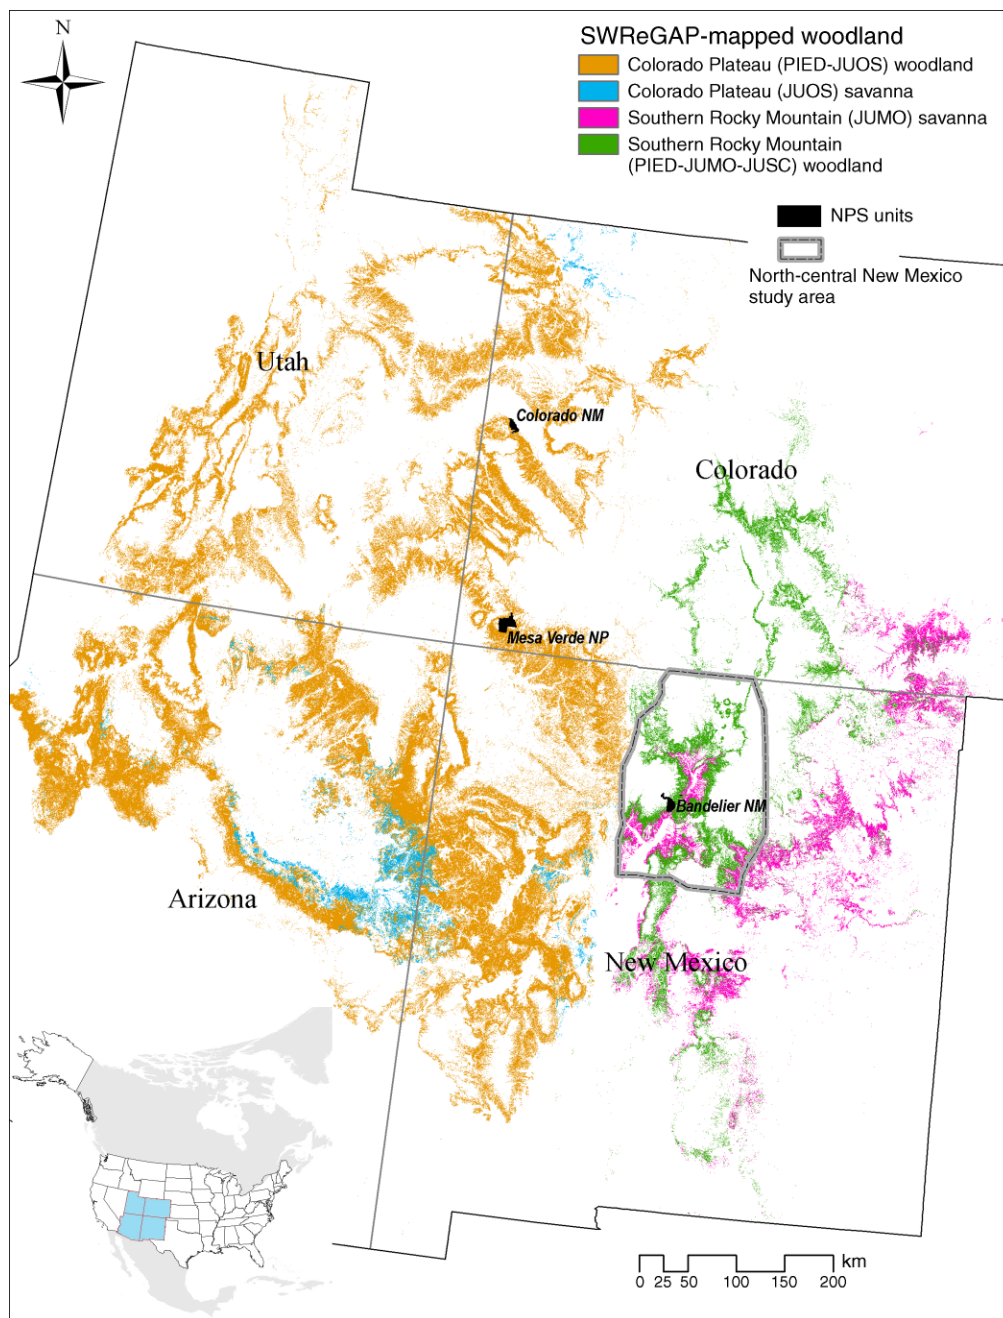 N
SWReGAP-mapped woodland
Colorado Plateau (PIED-JUOS) woodland
Colorado Plateau (JUOS) savanna
Southern Rocky Mountain (JUMO) savanna
Southern Rocky Mountain
(PIED-JUMO-JUSC) woodland
NPS units
North-central New Mexico
study area
Utah
Colorado NM
Colorado
Mesa Verde NP
Bandelier NM
Arizona
New Mexico
km
0 25 50 100 150 200